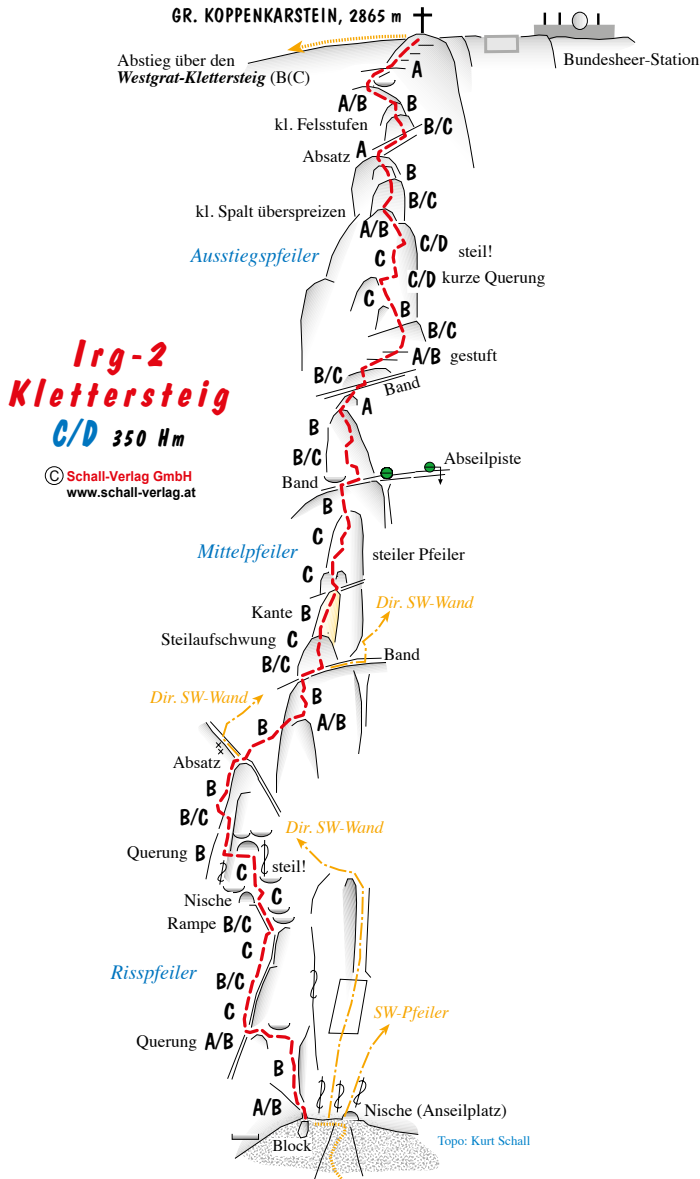 GR. KOPPENKARSTEIN, 2865 m
Bundesheer-Station
Abstieg über den
Westgrat-Klettersteig (B(C)
A
A/B
B
kl. Felsstufen
B/C
A
Absatz
B
B/C
kl. Spalt überspreizen
A/B
C/D
steil!
Ausstiegspfeiler
C
C/D
kurze Querung
C
B
B/C
Irg-2
Klettersteig
C/D 350 Hm
A/B
gestuft
B/C
Band
A
B
© Schall-Verlag GmbH
www.schall-verlag.at
B/C
Abseilpiste
Band
B
C
Mittelpfeiler
steiler Pfeiler
C
Dir. SW-Wand
Kante
B
Steilaufschwung
C
Band
B/C
Dir. SW-Wand
B
B
A/B
Absatz
B
B/C
Dir. SW-Wand
Querung
B
steil!
C
C
Nische
Rampe
B/C
C
Risspfeiler
B/C
C
SW-Pfeiler
Querung
A/B
B
A/B
Nische (Anseilplatz)
Block
Topo: Kurt Schall